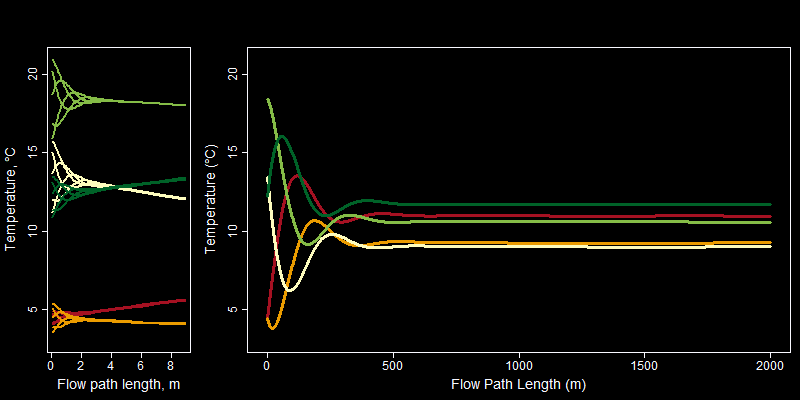 Temperature, °C
20
15
10
5
0 2 4 6 8
Flow path length, m
Temperature (°C)
20
15
10
5
0 500 1000 1500 2000
Flow Path Length (m)